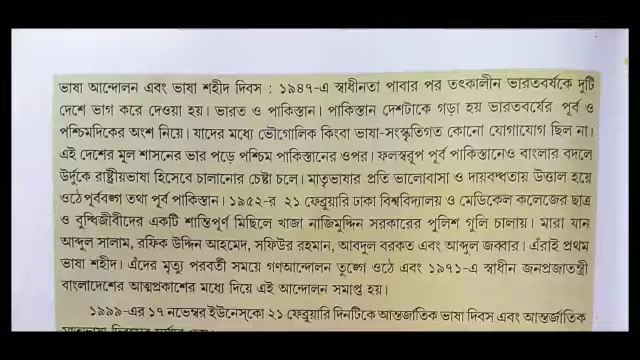 ভাষা আন্দোলন এবং ভাষা শহীদ দিবস : ১৯৪৭-এ স্বাধীনতা পাবার পর তৎকালীন ভারতবর্ষকে দুটি
দেশে ভাগ করে দেওয়া হয়। ভারত ও পাকিস্তান। পাকিস্তান দেশটাকে গড়া হয় ভারতবর্ষের পূর্ব ও
পশ্চিমদিকের অংশ নিয়ে। যাদের মধ্যে ভৌগোলিক কিংবা ভাষা-সংস্কৃতিগত কোনো যোগাযোগ ছিল না।
এই দেশের মূল শাসনের ভার পড়ে পশ্চিম পাকিস্তানের ওপর। ফলস্বরূপ পূর্ব পাকিস্তানেও বাংলার বদলে
উর্দুকে রাষ্ট্রীয়ভাষা হিসেবে চালানোর চেষ্টা চলে। মাতৃভাষার প্রতি ভালোবাসা ও দায়বদ্ধতায় উত্তাল হয়ে
ওঠে পূর্ববঙ্গ তথা পূর্ব পাকিস্তান। ১৯৫২-র ২১ ফেব্রুয়ারি ঢাকা বিশ্ববিদ্যালয় ও মেডিকেল কলেজের ছাত্র
ও বুদ্ধিজীবীদের একটি শান্তিপূর্ণ মিছিলে খাজা নাজিমুদ্দিন সরকারের পুলিশ গুলি চালায়। মারা যান
আব্দুল সালাম, রফিক উদ্দিন আহমেদ, সফিউর রহমান, আবদুল বরকত এবং আব্দুল জব্বার। এঁরাই প্রথম
ভাষা শহীদ। এঁদের মৃত্যু পরবর্তী সময়ে গণআন্দোলন তুঙ্গে ওঠে এবং ১৯৭১-এ স্বাধীন জনপ্রজাতন্ত্রী
বাংলাদেশের আত্মপ্রকাশের মধ্যে দিয়ে এই আন্দোলন সমাপ্ত হয়।
১৯৯৯-এর ১৭ নভেম্বর ইউনেস্কো ২১ ফেব্রুয়ারি দিনটিকে আন্তর্জাতিক ভাষা দিবস এবং আন্তর্জাতিক